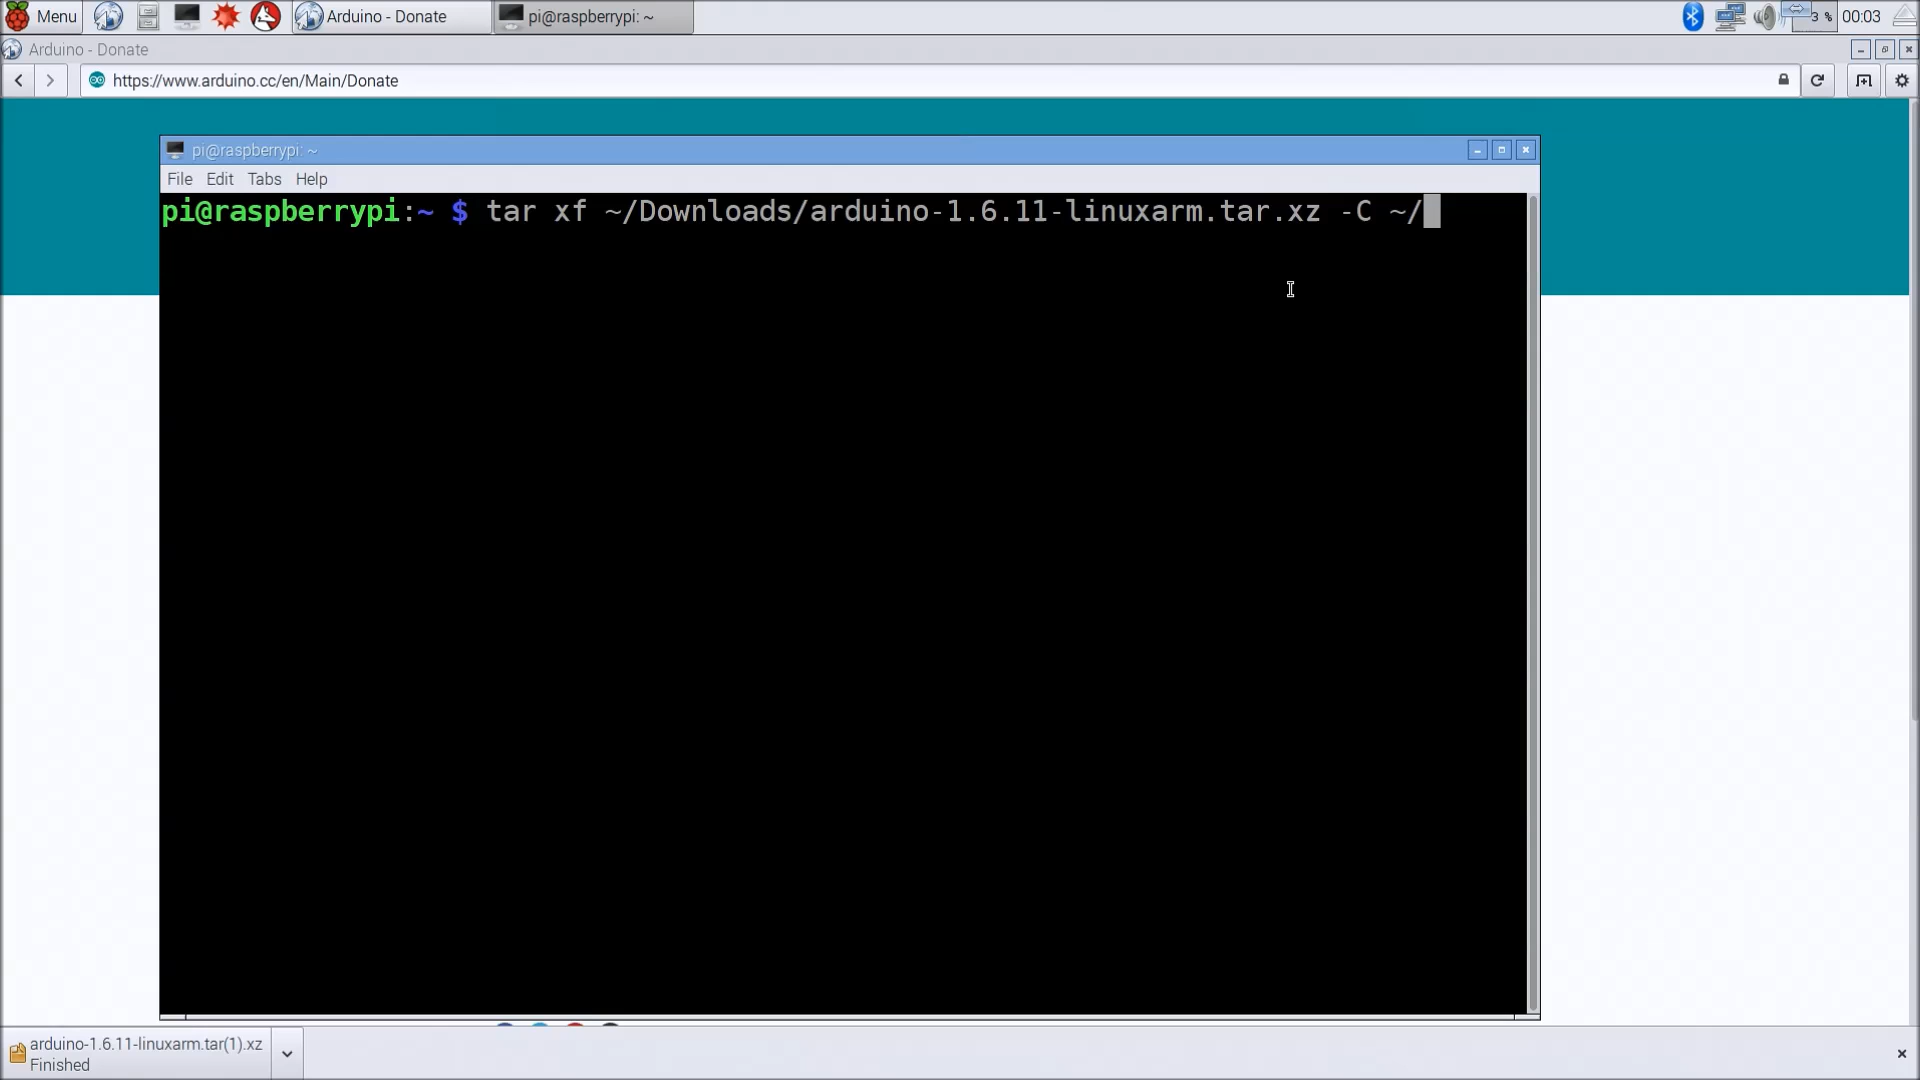 Menu Arduino - Donate pi@raspberrypi: ~ 3 % 00:03
Arduino - Donate
https://www.arduino.cc/en/Main/Donate
pi@raspberrypi: ~
File Edit Tabs Help
pi@raspberrypi:~ $ tar xf ~/Downloads/arduino-1.6.11-linuxarm.tar.xz -C ~/
arduino-1.6.11-linuxarm.tar(1).xz
Finished